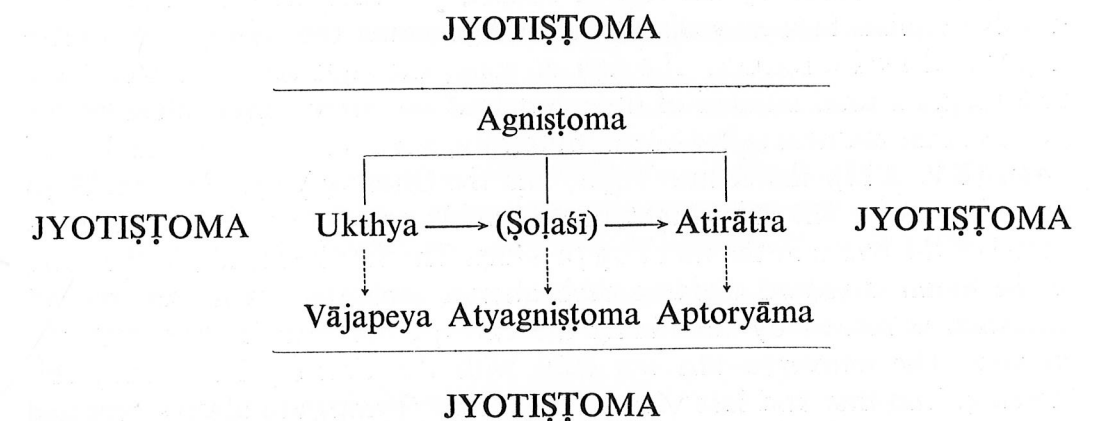 JYOTIṢṬOMA
Agniṣṭoma
JYOTIṢṬOMA Ukthya (Ṣoḷaśī) Atirātra JYOTIṢṬOMA
Vājapeya Atyagniṣṭoma Aptoryāma
JYOTIṢṬOMA